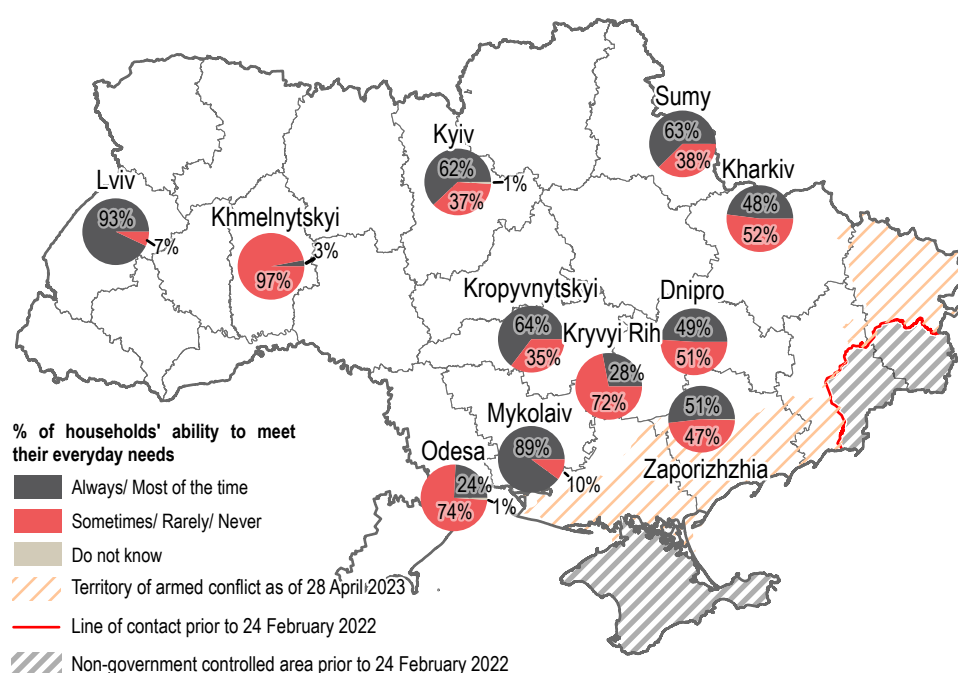 Sumy
63%
38%
Kyiv
62%
1%
37%
Kharkiv
48%
52%
Lviv
93%
7%
Khmelnytskyi
3%
97%
Kropyvnytskyi
64%
35%
Dnipro
49%
51%
Kryvyi Rih
28%
72%
51%
47%
Zaporizhzhia
Mykolaiv
89%
10%
Odesa
24%
1%
74%
% of households' ability to meet
their everyday needs
Always/ Most of the time
Sometimes/ Rarely/ Never
Do not know
Territory of armed conflict as of 28 April 2023
Line of contact prior to 24 February 2022
Non-government controlled area prior to 24 February 2022